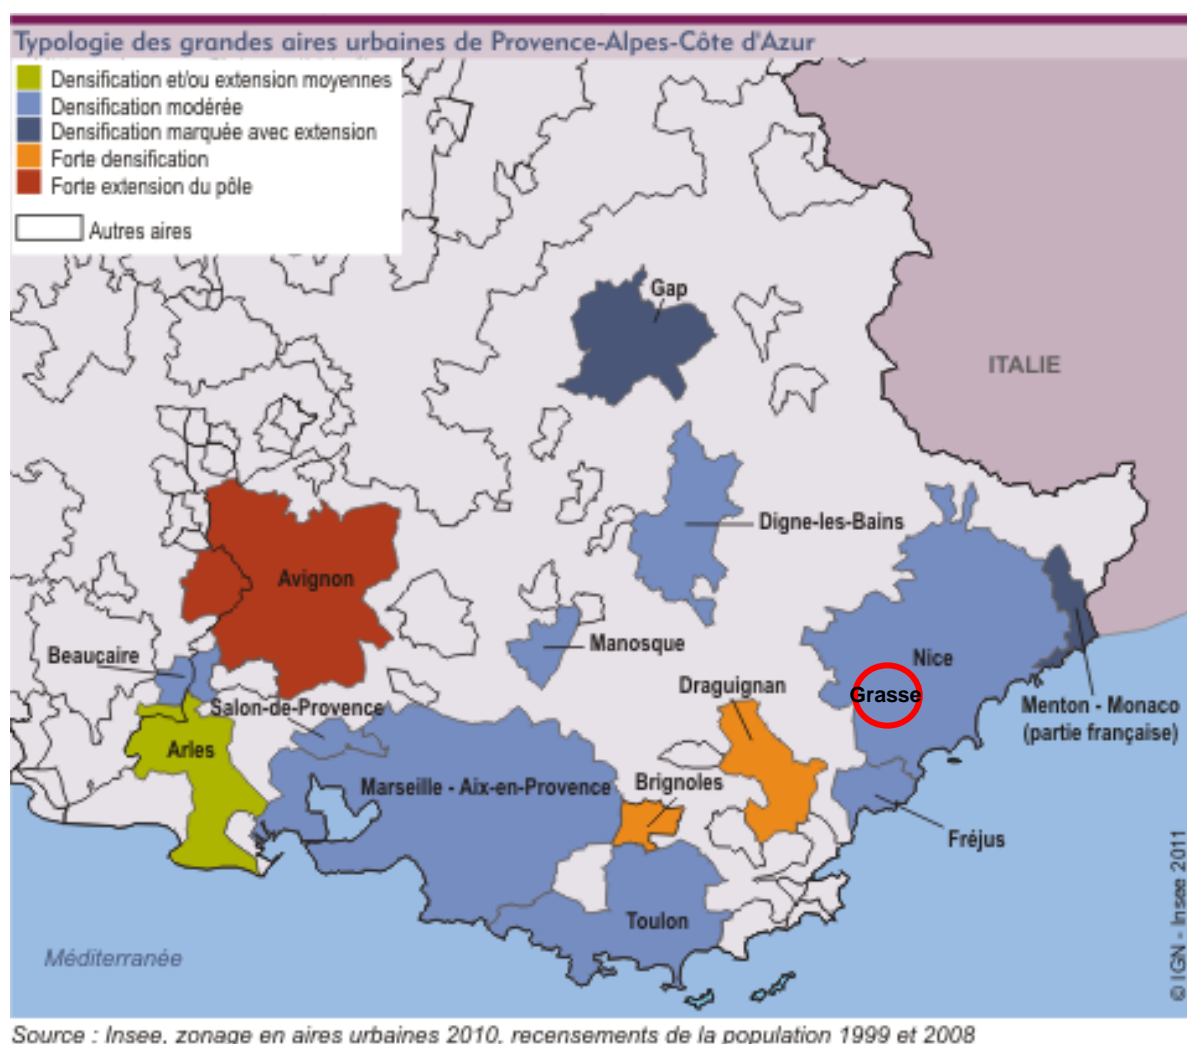 Typologie des grandes aires urbaines de Provence-Alpes-Côte d'Azur
Densification et/ou extension moyennes
Densification modérée
Densification marquée avec extension
Forte densification
Forte extension du pôle
Autres aires
Gap
ITALIE
Digne-les-Bains
Avignon
Manosque
Beaucaire
Nice
Draguignan
Grasse
Salon-de-Provence
Menton - Monaco
(partie française)
Arles
Marseille - Aix-en-Provence
Brignoles
Fréjus
Toulon
Méditerranée
© IGN - Insee 2011
Source : Insee, zonage en aires urbaines 2010, recensements de la population 1999 et 2008